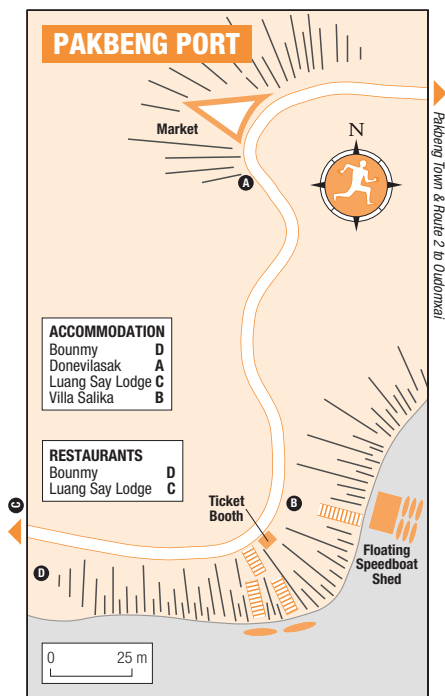 PAKBENG PORT
Market
N
Pakbeng Town & Route 2 to Oudomxai
A
ACCOMMODATION
Bounmy D
Donevilasak A
Luang Say Lodge C
Villa Salika B
RESTAURANTS
Bounmy D
Luang Say Lodge C
C
Ticket
Booth
B
Floating
Speedboat
Shed
D
0 25 m